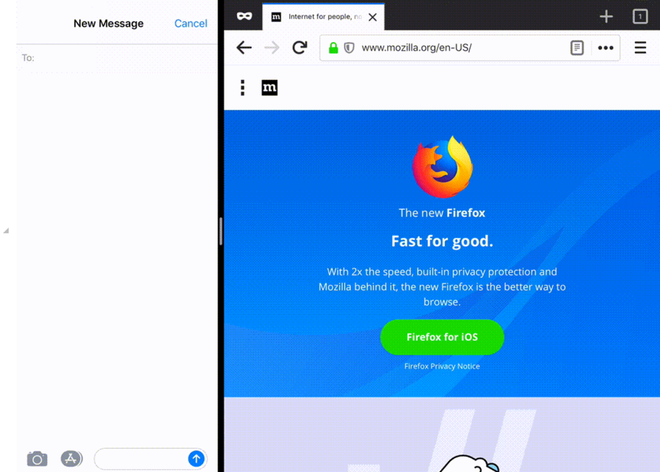 New Message
Cancel
To:
Internet for people, n
1
www.mozilla.org/en-US/
m
The new Firefox
Fast for good.
With 2x the speed, built-in privacy protection and
Mozilla behind it, the new Firefox is the better way to
browse.
Firefox for iOS
Firefox Privacy Notice